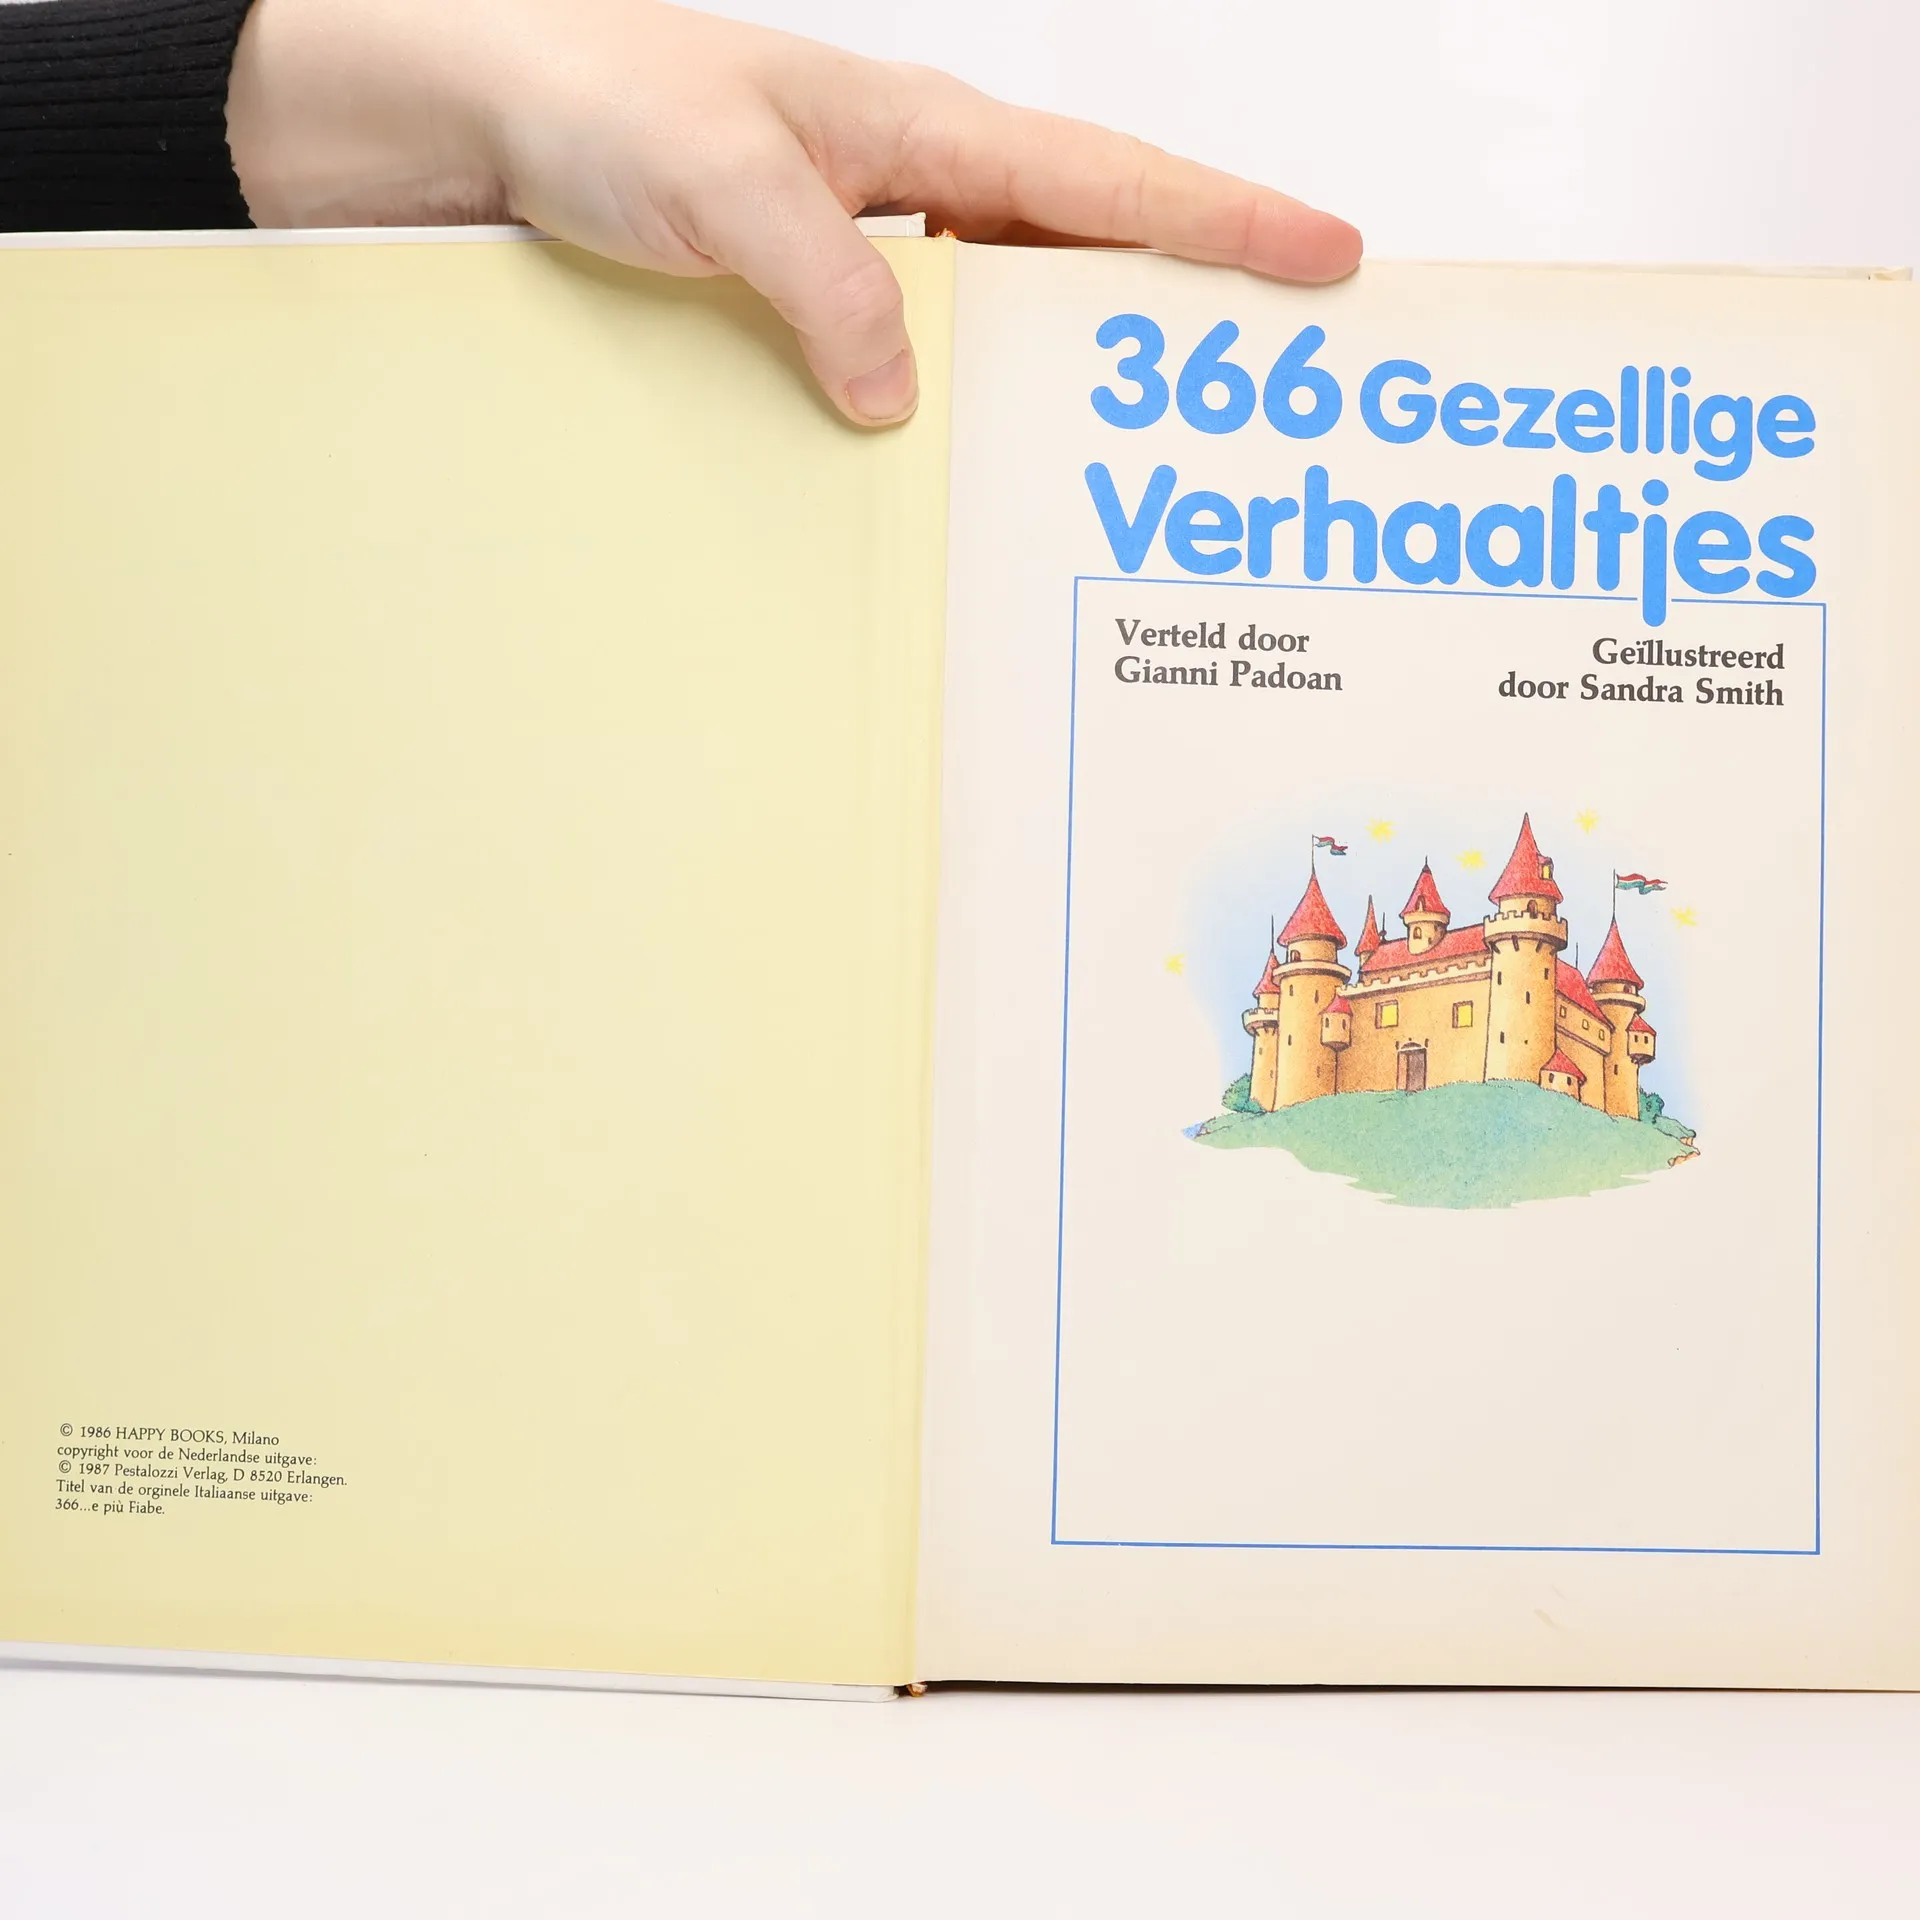 © 1986 HAPPY BOOKS, Milano
copyright voor de Nederlandse uitgave:
© 1987 Pestalozzi Verlag, D 8520 Erlangen.
Titel van de orginele Italiaanse uitgave:
366...e più Fiabe.
366 Gezellige
Verhaaltjes
Verteld door
Gianni Padoan
Geïllustreerd
door Sandra Smith